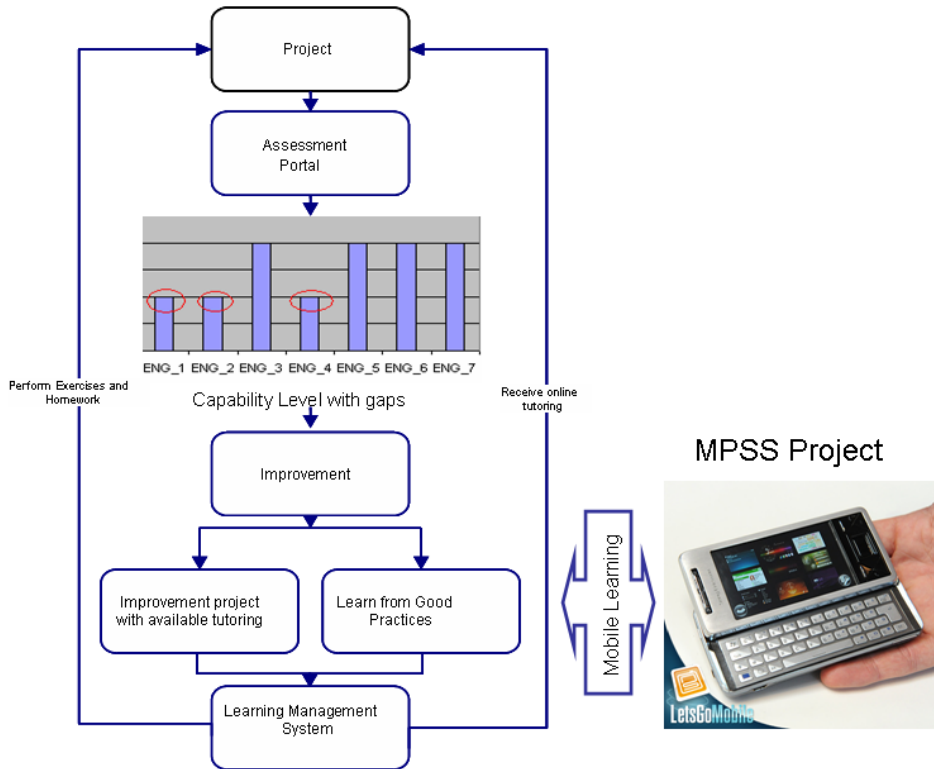 Project
Assessment
Portal
ENG_1 ENG_2 ENG_3 ENG_4 ENG_5 ENG_6 ENG_7
Capability Level with gaps
Perform Exercises and
Homework
Receive online
tutoring
Improvement
Improvement project
with available tutoring
Learn from Good
Practices
Learning Management
System
Mobile Learning
MPSS Project
LetsGoMobile